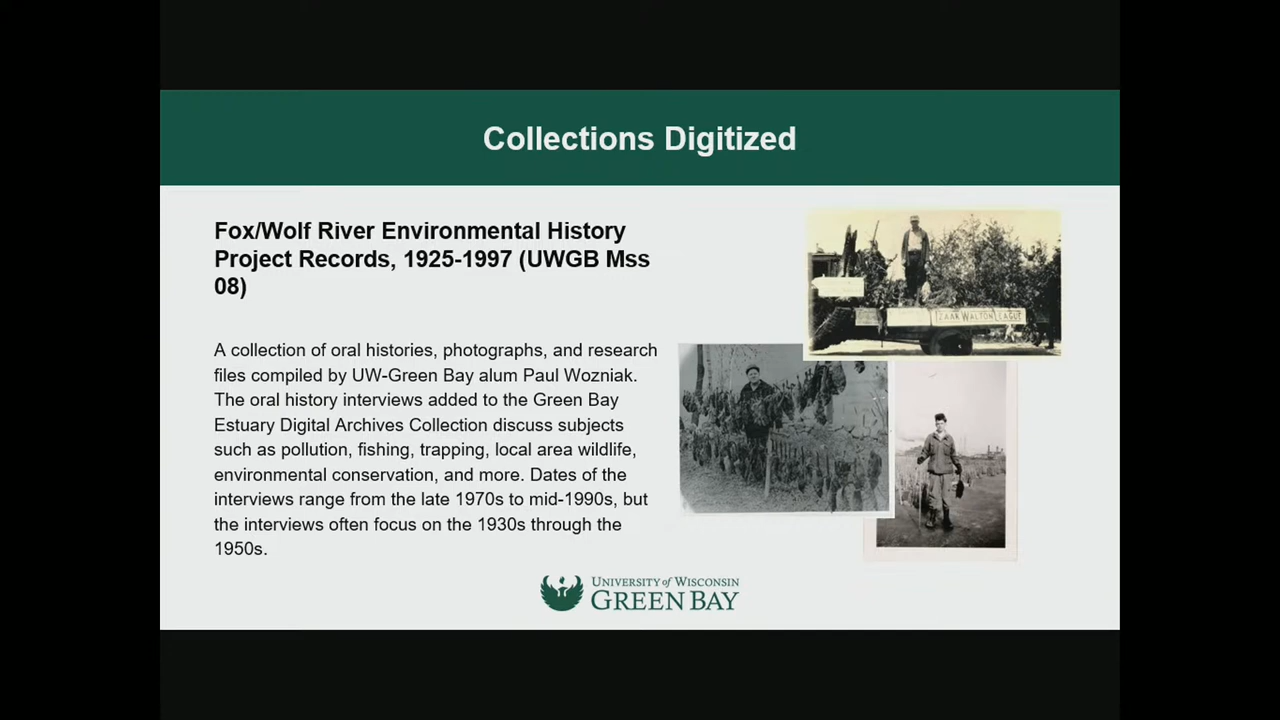 Collections Digitized
Fox/Wolf River Environmental History
Project Records, 1925-1997 (UWGB Mss
08)
A collection of oral histories, photographs, and research
files compiled by UW-Green Bay alum Paul Wozniak.
The oral history interviews added to the Green Bay
Estuary Digital Archives Collection discuss subjects
such as pollution, fishing, trapping, local area wildlife,
environmental conservation, and more. Dates of the
interviews range from the late 1970s to mid-1990s, but
the interviews often focus on the 1930s through the
1950s.
IZAAK WALTON LEAGUE
UNIVERSITY of WISCONSIN
GREEN BAY